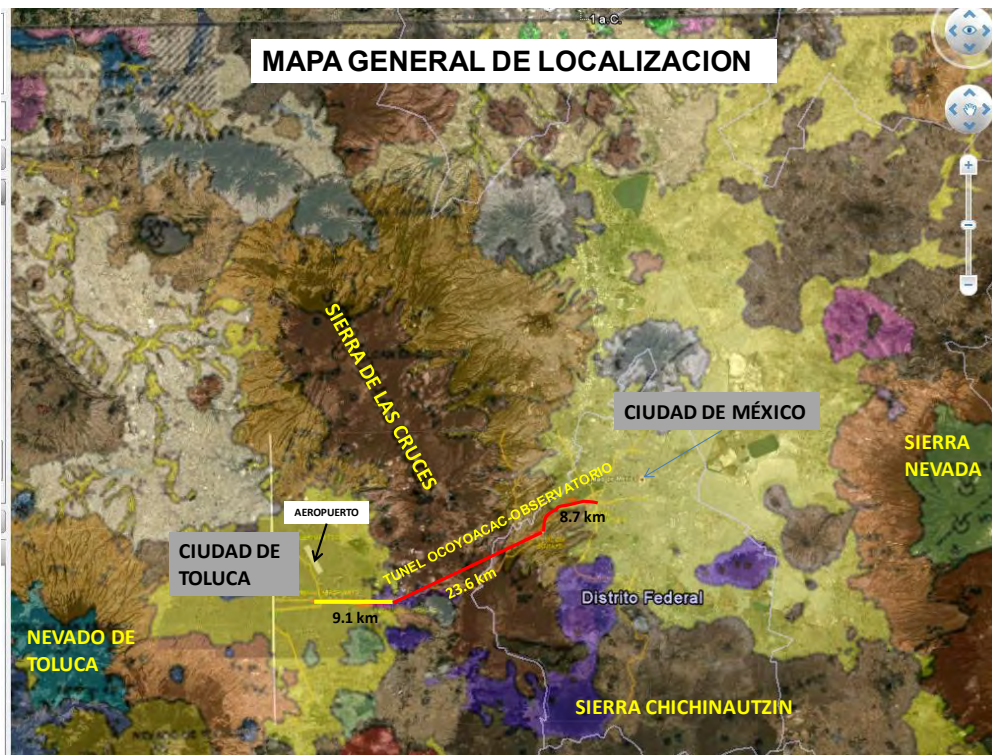 1 a.C.
MAPA GENERAL DE LOCALIZACION
SIERRA DE LAS CRUCES
CIUDAD DE MÉXICO
SIERRA
NEVADA
TUNEL OCOYOACAC-OBSERVATORIO
AEROPUERTO
8.7 km
CIUDAD DE
TOLUCA
23.6 km
Distrito Federal
9.1 km
NEVADO DE
TOLUCA
SIERRA CHICHINAUTZIN